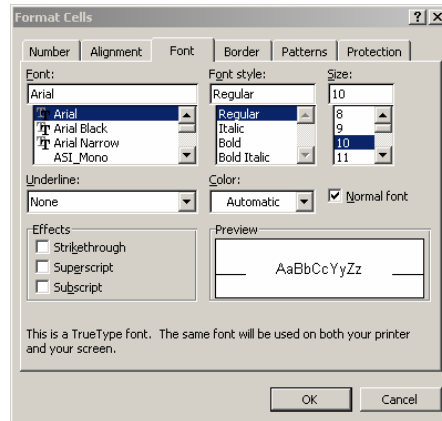 Format Cells
Number Alignment Font Border Patterns Protection
Font: Font style: Size:
Arial Regular 10
Arial Regular 8
Arial Black Italic 9
Arial Narrow Bold 10
ASI_Mono Bold Italic 11
Underline: Color:
None Automatic Normal font
Effects Preview
Strikethrough
Superscript AaBbCcYyZz
Subscript
This is a TrueType font. The same font will be used on both your printer
and your screen.
OK Cancel